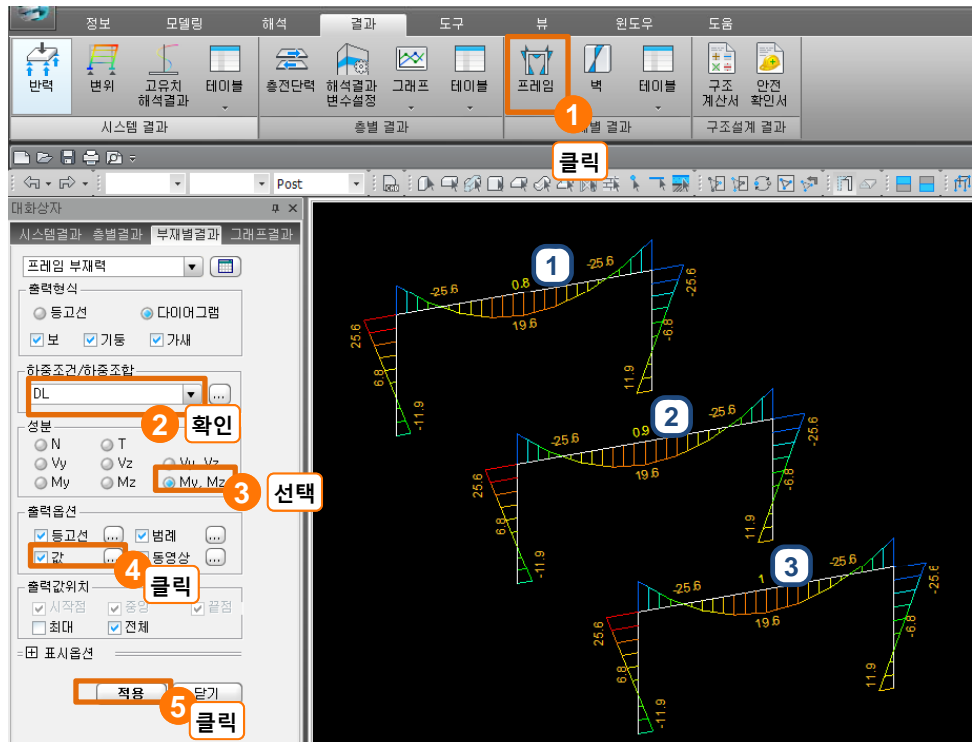 정보 모델링 해석 결과 도구 뷰 윈도우 도움
반력 변위 고유치 해석결과 테이블 층전단력 해석결과 변수설정 그래프 테이블 프레임 벽 테이블 구조 계산서 안전 확인서
시스템 결과 층별 결과 별 결과 구조설계 결과
1
클릭
Post
대화상자
시스템결과 층별결과 부재별결과 그래프결과
프레임 부재력
출력형식
등고선 다이어그램
보 기둥 가새
하중조건/하중조합
DL
2 확인
성분
N T
Vy Vz Vy, Vz
My Mz My, Mz
3 선택
출력옵션
등고선 범례
값 동영상
4 클릭
출력값위치
시작점 중앙 끝점
최대 전체
표시옵션
적용 닫기
5 클릭
1
-25.6 0.8 -25.6
19.6
25.6 -25.6
6.8 -6.8
-11.9 11.9
2
-25.6 0.9 -25.6
19.6
25.6 -25.6
6.8 -6.8
-11.9 11.9
3
-25.6 1 -25.6
19.6
25.6 -25.6
6.8 -6.8
-11.9 11.9